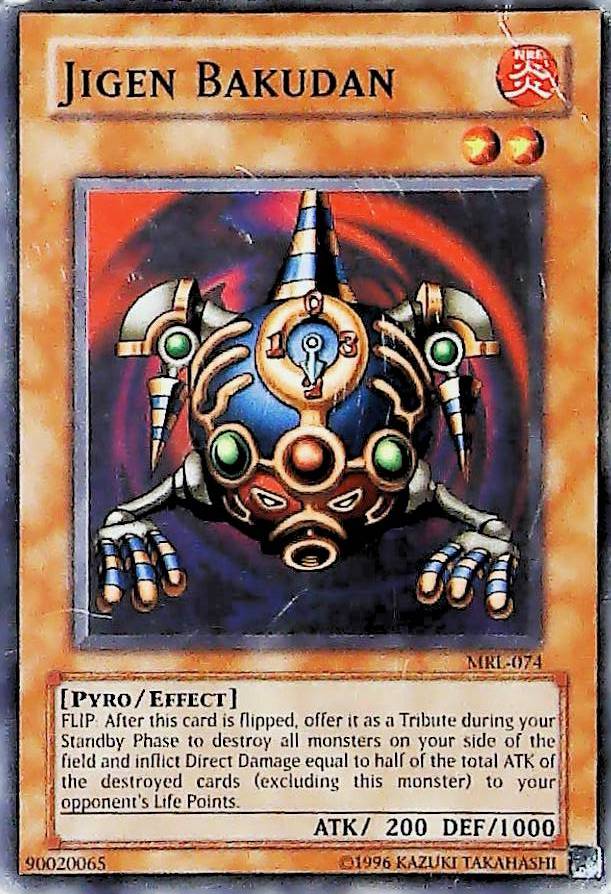 JIGEN BAKUDAN
炎
0
1 3
MRL-074
[PYRO/EFFECT]
FLIP: After this card is flipped, offer it as a Tribute during your
Standby Phase to destroy all monsters on your side of the
field and inflict Direct Damage equal to half of the total ATK of
the destroyed cards (excluding this monster) to your
opponent's Life Points.
ATK/ 200 DEF/1000
90020065 ©1996 KAZUKI TAKAHASHI